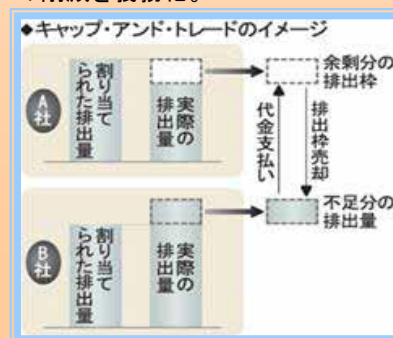 ◆キャップ・アンド・トレードのイメージ
A社
割り当て
られた排出量
実際の
排出量
余剰分の
排出枠
代金支払い
排出枠売却
B社
割り当て
られた排出量
実際の
排出量
不足分の
排出量